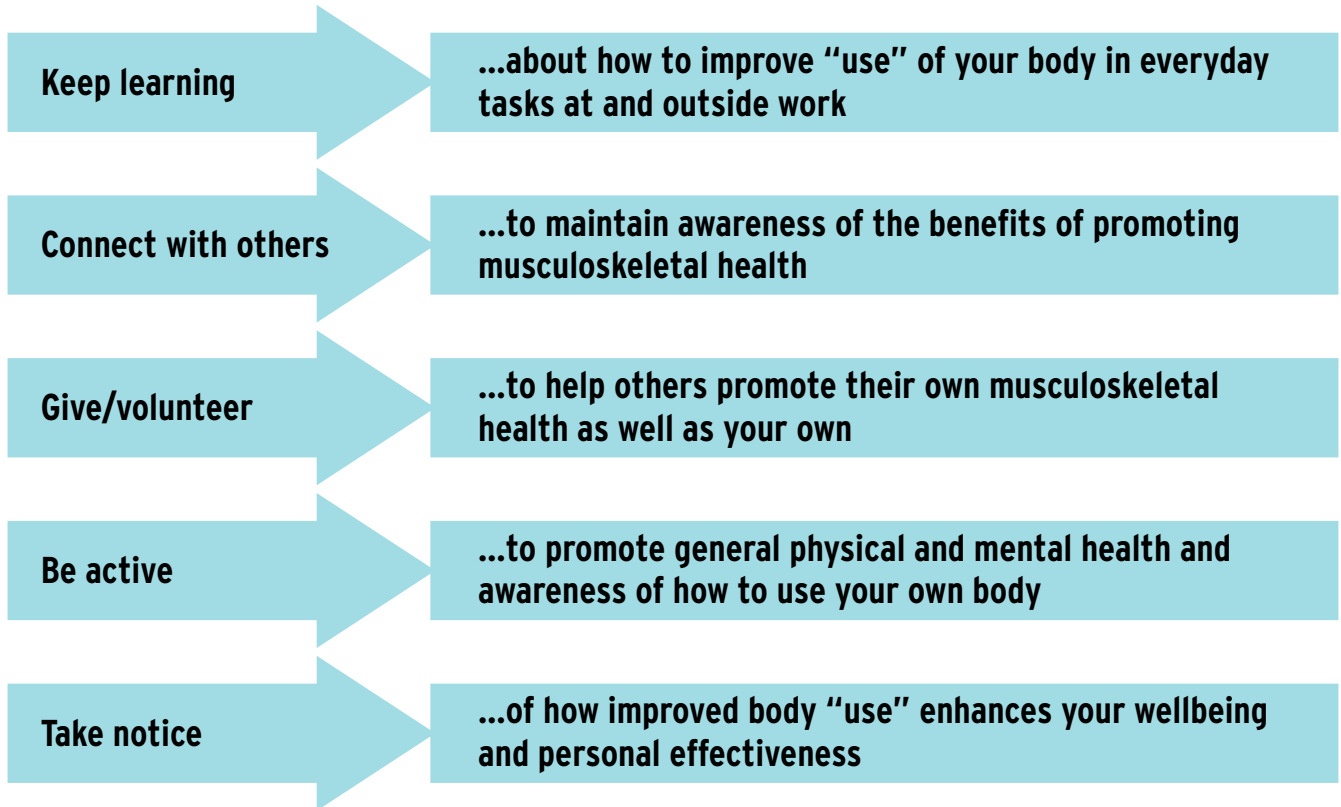 Keep learning
…about how to improve “use” of your body in everyday
tasks at and outside work
Connect with others
…to maintain awareness of the benefits of promoting
musculoskeletal health
Give/volunteer
…to help others promote their own musculoskeletal
health as well as your own
Be active
…to promote general physical and mental health and
awareness of how to use your own body
Take notice
…of how improved body “use” enhances your wellbeing
and personal effectiveness